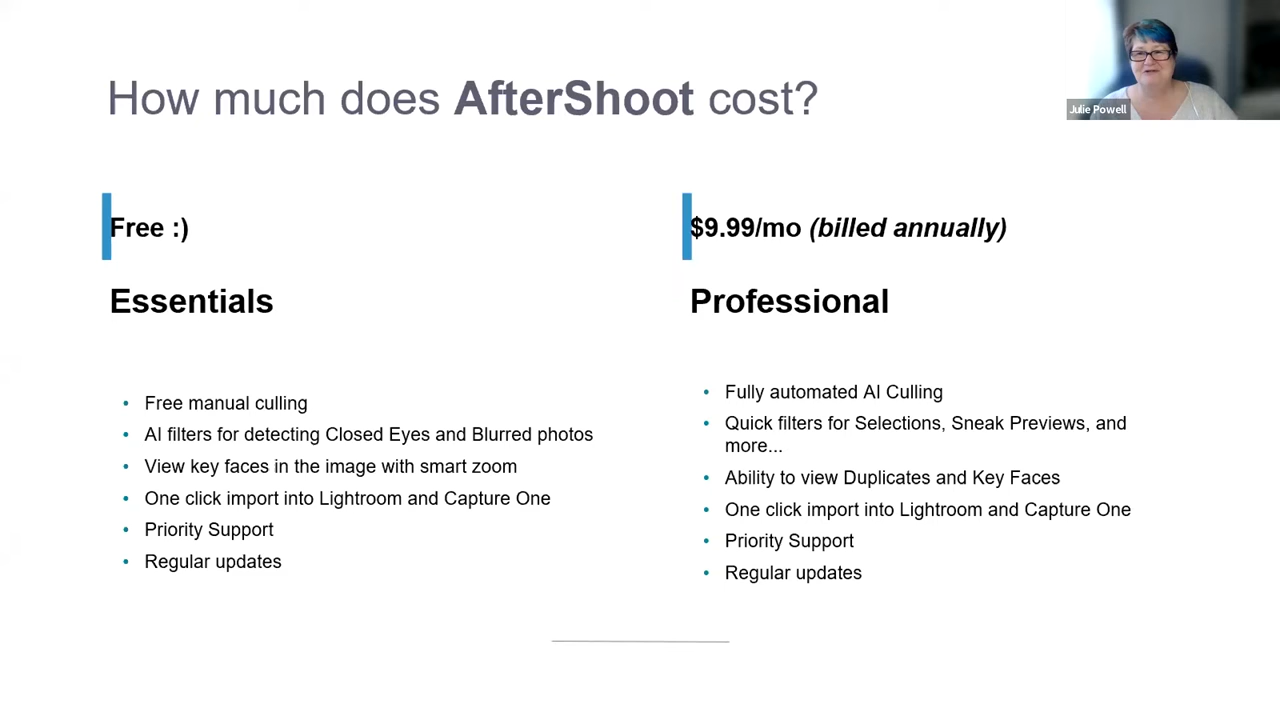 How much does AfterShoot cost?
Julie Powell
Free :)
Essentials
• Free manual culling
• AI filters for detecting Closed Eyes and Blurred photos
• View key faces in the image with smart zoom
• One click import into Lightroom and Capture One
• Priority Support
• Regular updates
$9.99/mo (billed annually)
Professional
• Fully automated AI Culling
• Quick filters for Selections, Sneak Previews, and
more...
• Ability to view Duplicates and Key Faces
• One click import into Lightroom and Capture One
• Priority Support
• Regular updates